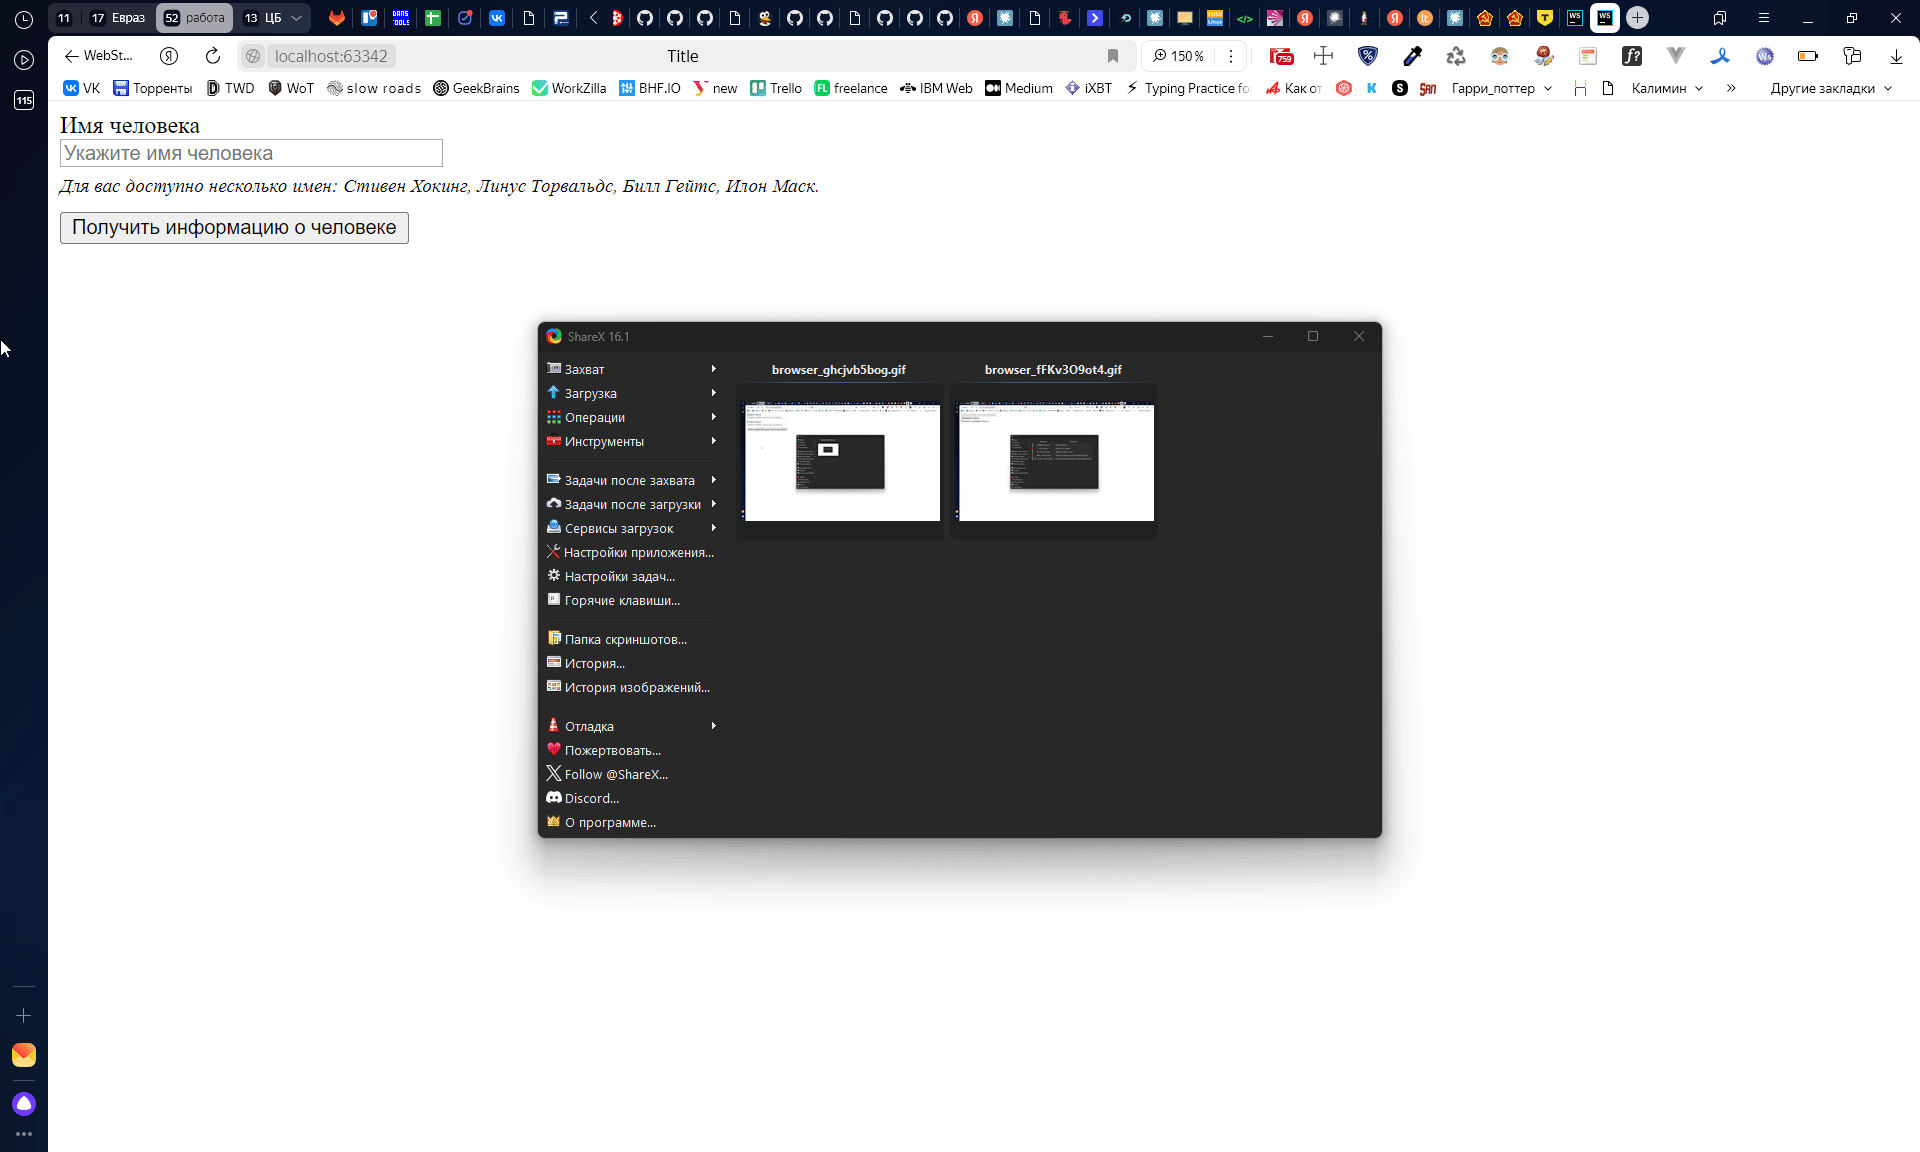 11 17 Евраз 52 работа 13 ЦБ
WebSt... localhost:63342 Title 150 %
115 VK Торренты TWD WoT slow roads GeekBrains WorkZilla BHF.IO new Trello freelance IBM Web Medium iXBT Typing Practice fo Как от Гарри_поттер Калимин Другие закладки
Имя человека
Укажите имя человека
Для вас доступно несколько имен: Стивен Хокинг, Линус Торвальдс, Билл Гейтс, Илон Маск.
Получить информацию о человеке
ShareX 16.1
Захват
Загрузка
Операции
Инструменты
Задачи после захвата
Задачи после загрузки
Сервисы загрузок
Настройки приложения...
Настройки задач...
Горячие клавиши...
Папка скриншотов...
История...
История изображений...
Отладка
Пожертвовать...
Follow @ShareX...
Discord...
О программе...
browser_ghcjvb5bog.gif
browser_fFKv3O9ot4.gif